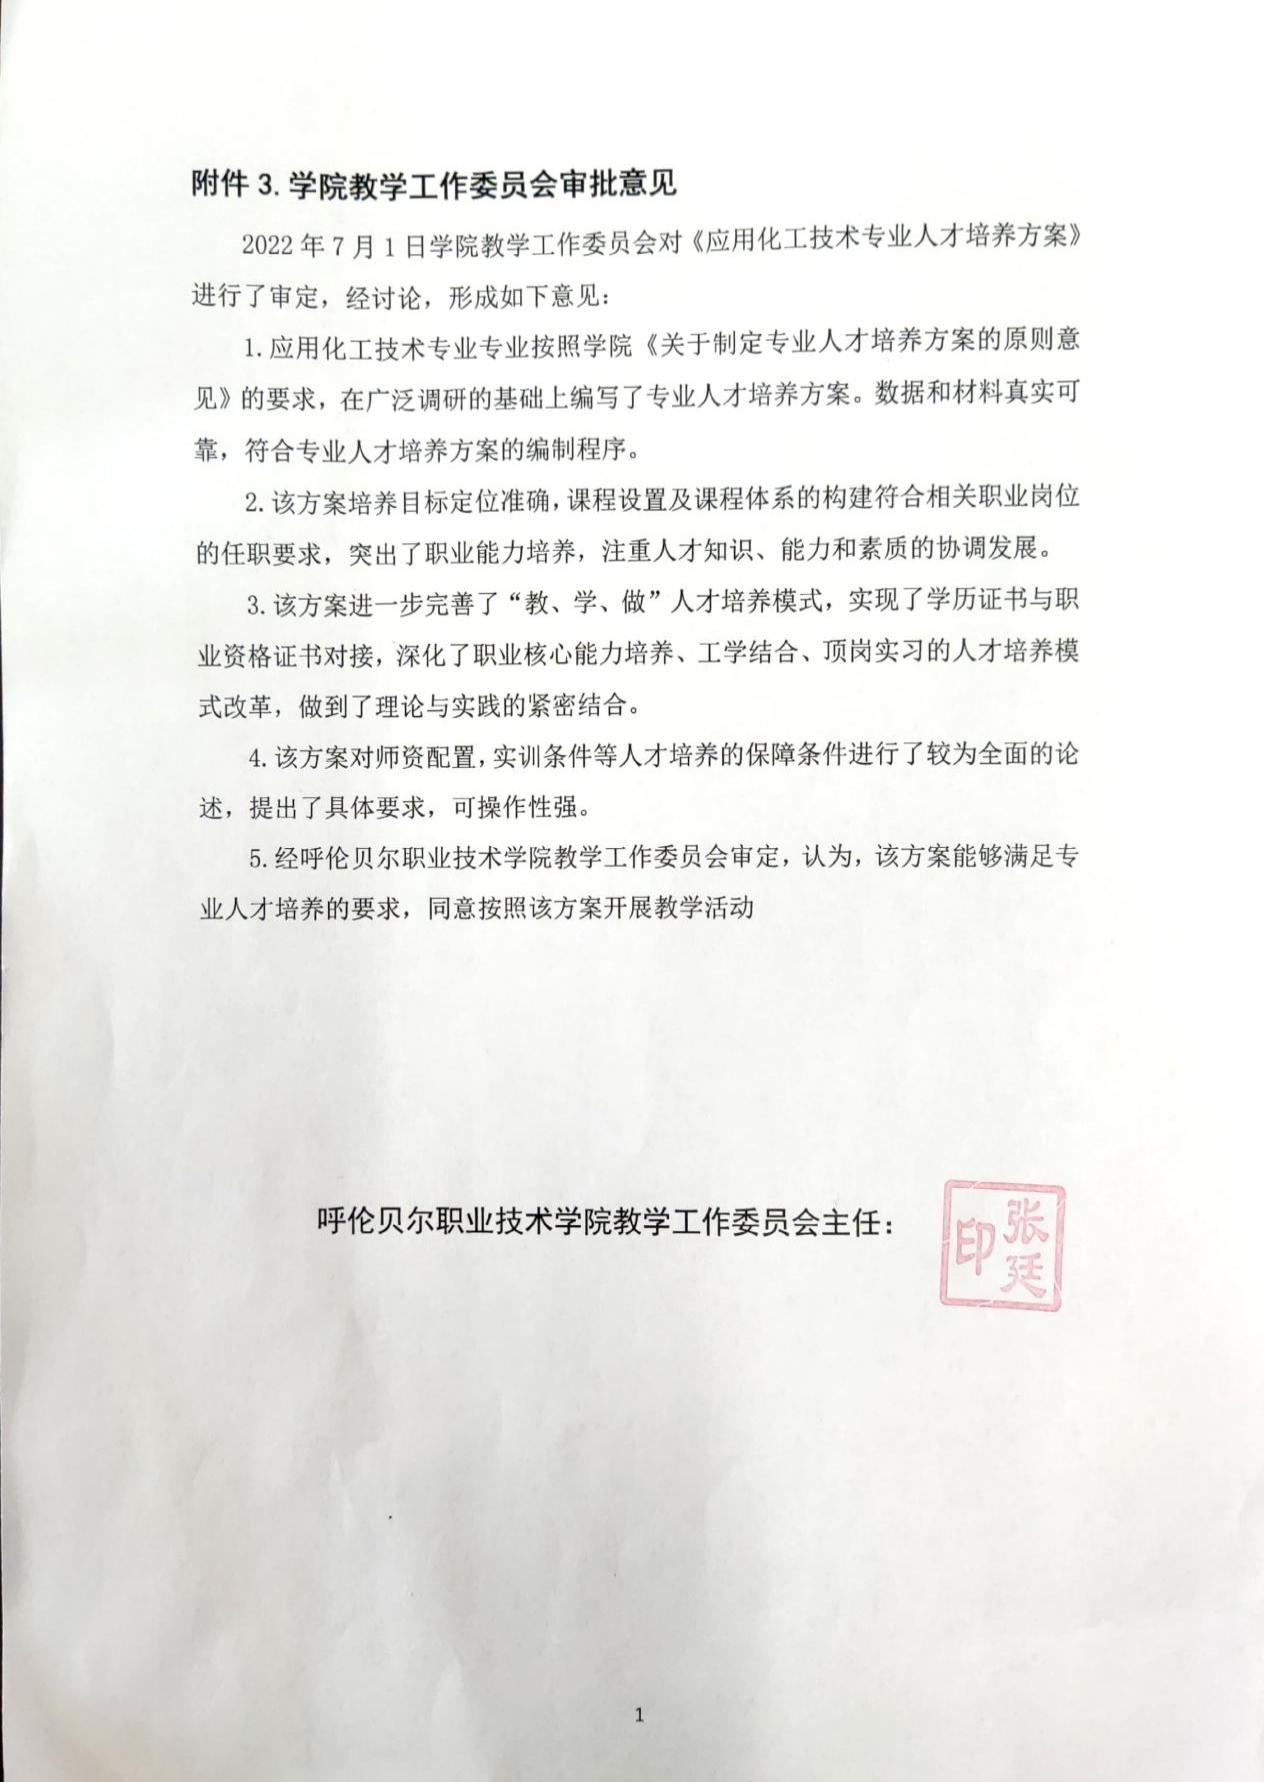 附件 3. 学院教学工作委员会审批意见
2022 年 7 月 1 日学院教学工作委员会对《应用化工技术专业人才培养方案》
进行了审定，经讨论，形成如下意见：
1. 应用化工技术专业专业按照学院《关于制定专业人才培养方案的原则意
见》的要求，在广泛调研的基础上编写了专业人才培养方案。数据和材料真实可
靠，符合专业人才培养方案的编制程序。
2. 该方案培养目标定位准确，课程设置及课程体系的构建符合相关职业岗位
的任职要求，突出了职业能力培养，注重人才知识、能力和素质的协调发展。
3. 该方案进一步完善了“教、学、做”人才培养模式，实现了学历证书与职
业资格证书对接，深化了职业核心能力培养、工学结合、顶岗实习的人才培养模
式改革，做到了理论与实践的紧密结合。
4. 该方案对师资配置，实训条件等人才培养的保障条件进行了较为全面的论
述，提出了具体要求，可操作性强。
5. 经呼伦贝尔职业技术学院教学工作委员会审定，认为，该方案能够满足专
业人才培养的要求，同意按照该方案开展教学活动
呼伦贝尔职业技术学院教学工作委员会主任：
张廷
印
1